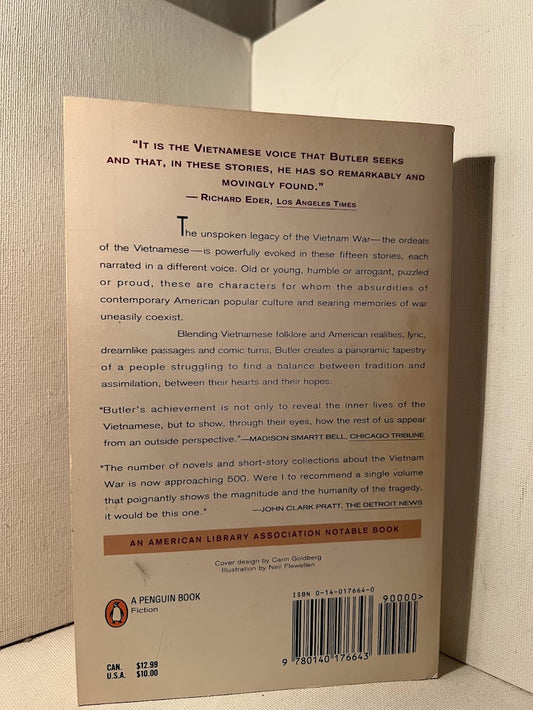 “IT IS THE VIETNAMESE VOICE THAT BUTLER SEEKS
AND THAT, IN THESE STORIES, HE HAS SO REMARKABLY AND
MOVINGLY FOUND.”
— RICHARD EDER, LOS ANGELES TIMES
The unspoken legacy of the Vietnam War—the ordeals
of the Vietnamese—is powerfully evoked in these fifteen stories, each
narrated in a different voice. Old or young, humble or arrogant, puzzled
or proud, these are characters for whom the absurdities of
contemporary American popular culture and searing memories of war
uneasily coexist.
Blending Vietnamese folklore and American realities, lyric,
dreamlike passages and comic turns, Butler creates a panoramic tapestry
of a people struggling to find a balance between tradition and
assimilation, between their hearts and their hopes.
“Butler's achievement is not only to reveal the inner lives of the
Vietnamese, but to show, through their eyes, how the rest of us appear
from an outside perspective.”—MADISON SMARTT BELL, CHICAGO TRIBUNE
“The number of novels and short-story collections about the Vietnam
War is now approaching 500. Were I to recommend a single volume
that poignantly shows the magnitude and the humanity of the tragedy,
it would be this one.” —JOHN CLARK PRATT, THE DETROIT NEWS
AN AMERICAN LIBRARY ASSOCIATION NOTABLE BOOK
Cover design by Carin Goldberg
Illustration by Neil Flewellen
A PENGUIN BOOK
Fiction
CAN. $12.99
U.S.A. $10.00
ISBN 0-14-017664-0
90000>
9 780140 176643